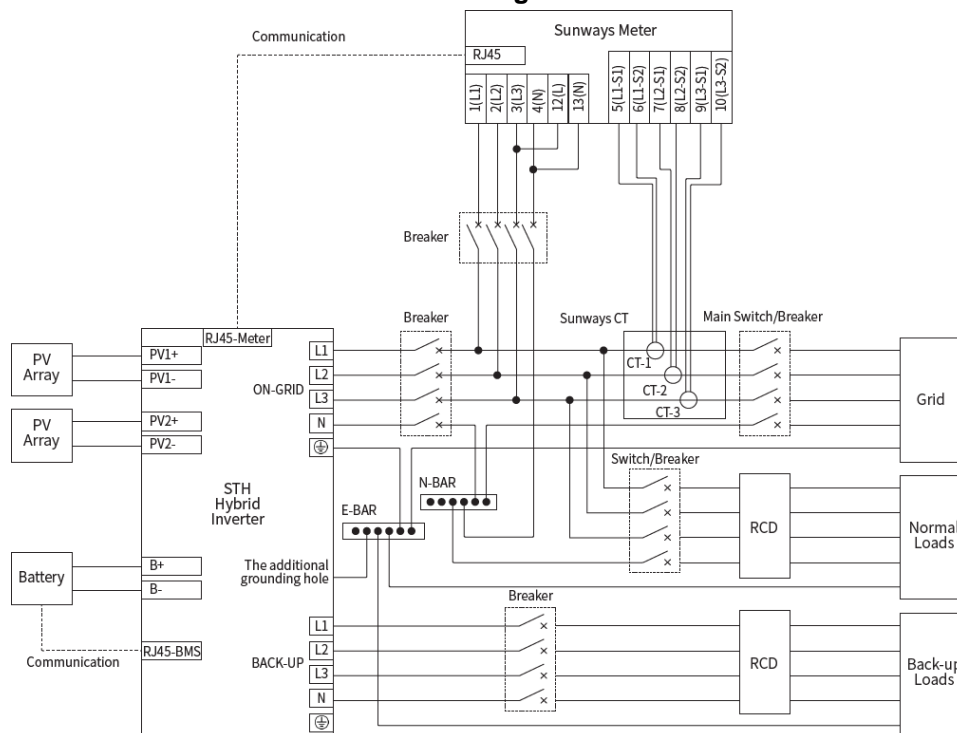 Sunways Meter
Communication
RJ45
1(L1)
2(L2)
3(L3)
4(N)
12(L)
13(N)
5(L1-S1)
6(L1-S2)
7(L2-S1)
8(L2-S2)
9(L3-S1)
10(L3-S2)
Breaker
Breaker
Sunways CT
Main Switch/Breaker
RJ45-Meter
PV
Array
PV1+
PV1-
L1
L2
L3
N
ON-GRID
CT-1
CT-2
CT-3
Grid
PV
Array
PV2+
PV2-
Switch/Breaker
STH
Hybrid
Inverter
E-BAR
N-BAR
RCD
Normal
Loads
Battery
B+
B-
The additional
grounding hole
Breaker
RJ45-BMS
Communication
BACK-UP
L1
L2
L3
N
RCD
Back-up
Loads